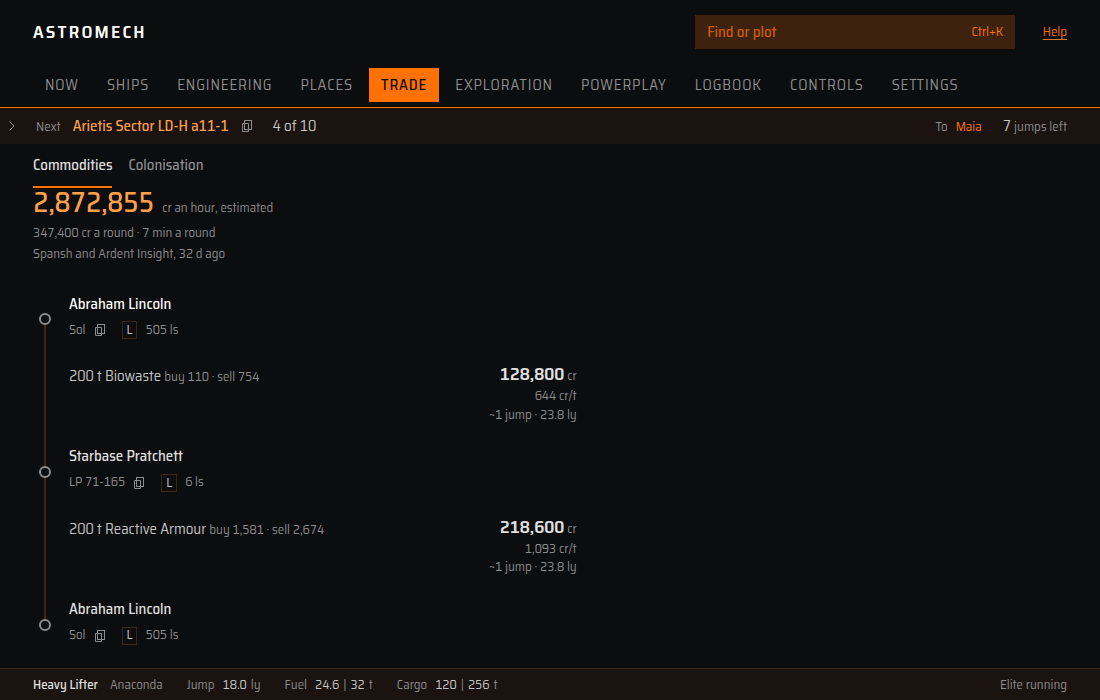 ASTROMECH
Find or plot Ctrl+K Help
NOW SHIPS ENGINEERING PLACES TRADE EXPLORATION POWERPLAY LOGBOOK CONTROLS SETTINGS
Next Arietis Sector LD-H a11-1 4 of 10 To Maia 7 jumps left
Commodities Colonisation
2,872,855 cr an hour, estimated
347,400 cr a round · 7 min a round
Spansh and Ardent Insight, 32 d ago
Abraham Lincoln
Sol L 505 ls
200 t Biowaste buy 110 · sell 754 128,800 cr
644 cr/t
~1 jump · 23.8 ly
Starbase Pratchett
LP 71-165 L 6 ls
200 t Reactive Armour buy 1,581 · sell 2,674 218,600 cr
1,093 cr/t
~1 jump · 23.8 ly
Abraham Lincoln
Sol L 505 ls
Heavy Lifter Anaconda Jump 18.0 ly Fuel 24.6 | 32 t Cargo 120 | 256 t Elite running